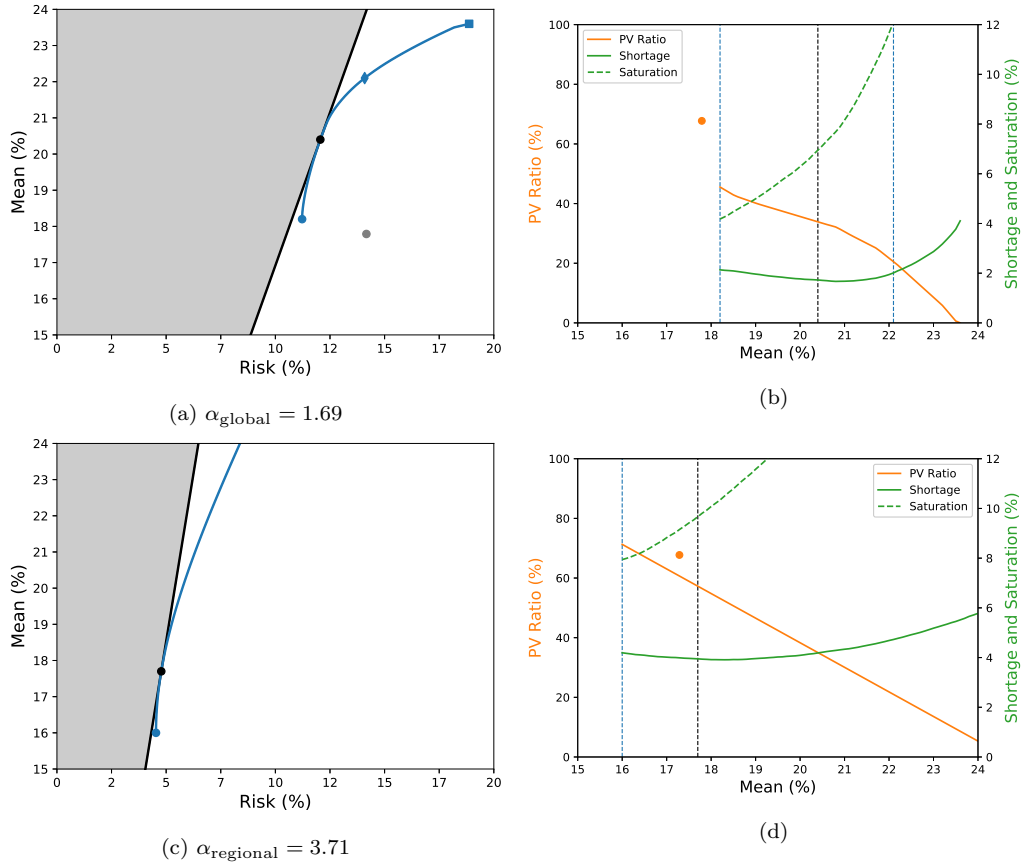 24
23
22
21
20
19
18
17
16
15
Mean (%)
0 2 5 7 10 12 15 17 20
Risk (%)
(a) α_global = 1.69
100
80
60
40
20
0
PV Ratio (%)
PV Ratio
Shortage
Saturation
12
10
8
6
4
2
0
Shortage and Saturation (%)
15 16 17 18 19 20 21 22 23 24
Mean (%)
(b)
24
23
22
21
20
19
18
17
16
15
Mean (%)
0 2 5 7 10 12 15 17 20
Risk (%)
(c) α_regional = 3.71
100
80
60
40
20
0
PV Ratio (%)
PV Ratio
Shortage
Saturation
12
10
8
6
4
2
0
Shortage and Saturation (%)
15 16 17 18 19 20 21 22 23 24
Mean (%)
(d)